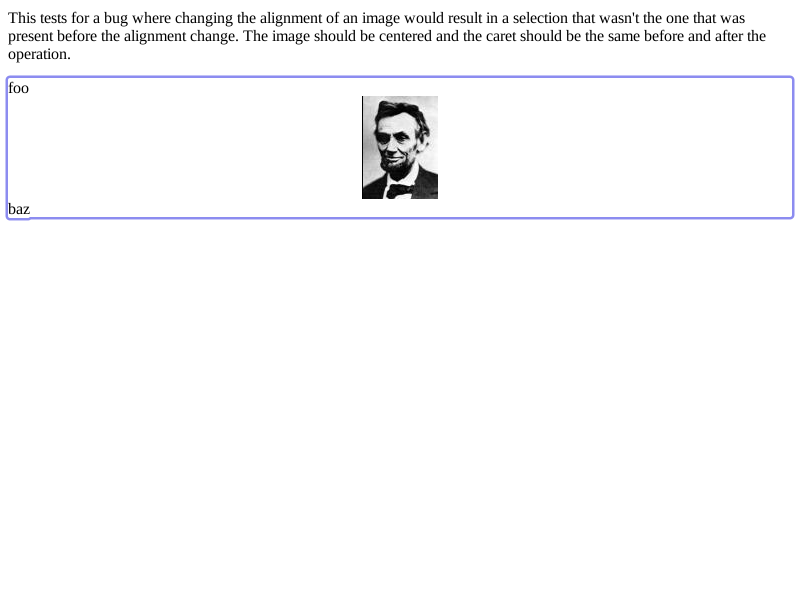 This tests for a bug where changing the alignment of an image would result in a selection that wasn't the one that was
present before the alignment change. The image should be centered and the caret should be the same before and after the
operation.
foo
baz